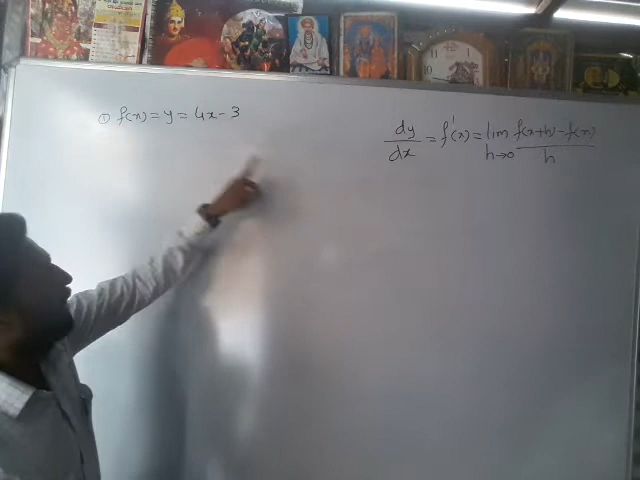 ① f(x) = y = 4x - 3
dy/dx = f'(x) = lim h→0 f(x+h) - f(x)/h